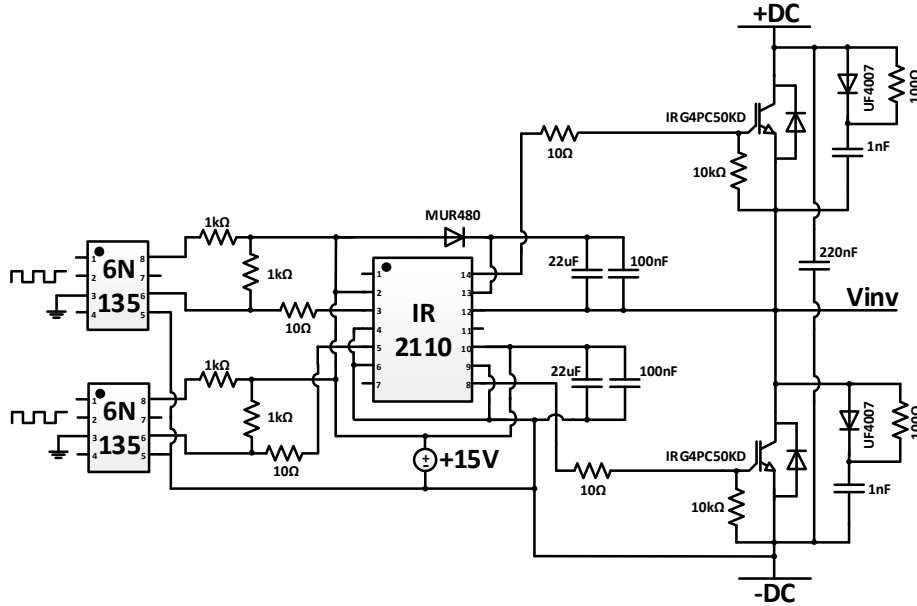 +DC
UF4007
100Ω
IRG4PC50KD
10Ω
10kΩ
1nF
MUR480
1kΩ
1
2
3
4
8
7
6
5
6N
135
1kΩ
10Ω
1
2
3
4
5
6
7
14
13
12
11
10
9
8
IR
2110
22uF
100nF
220nF
Vinv
1kΩ
1
2
3
4
8
7
6
5
6N
135
1kΩ
10Ω
22uF
100nF
+15V
10Ω
IRG4PC50KD
10kΩ
UF4007
100Ω
1nF
-DC